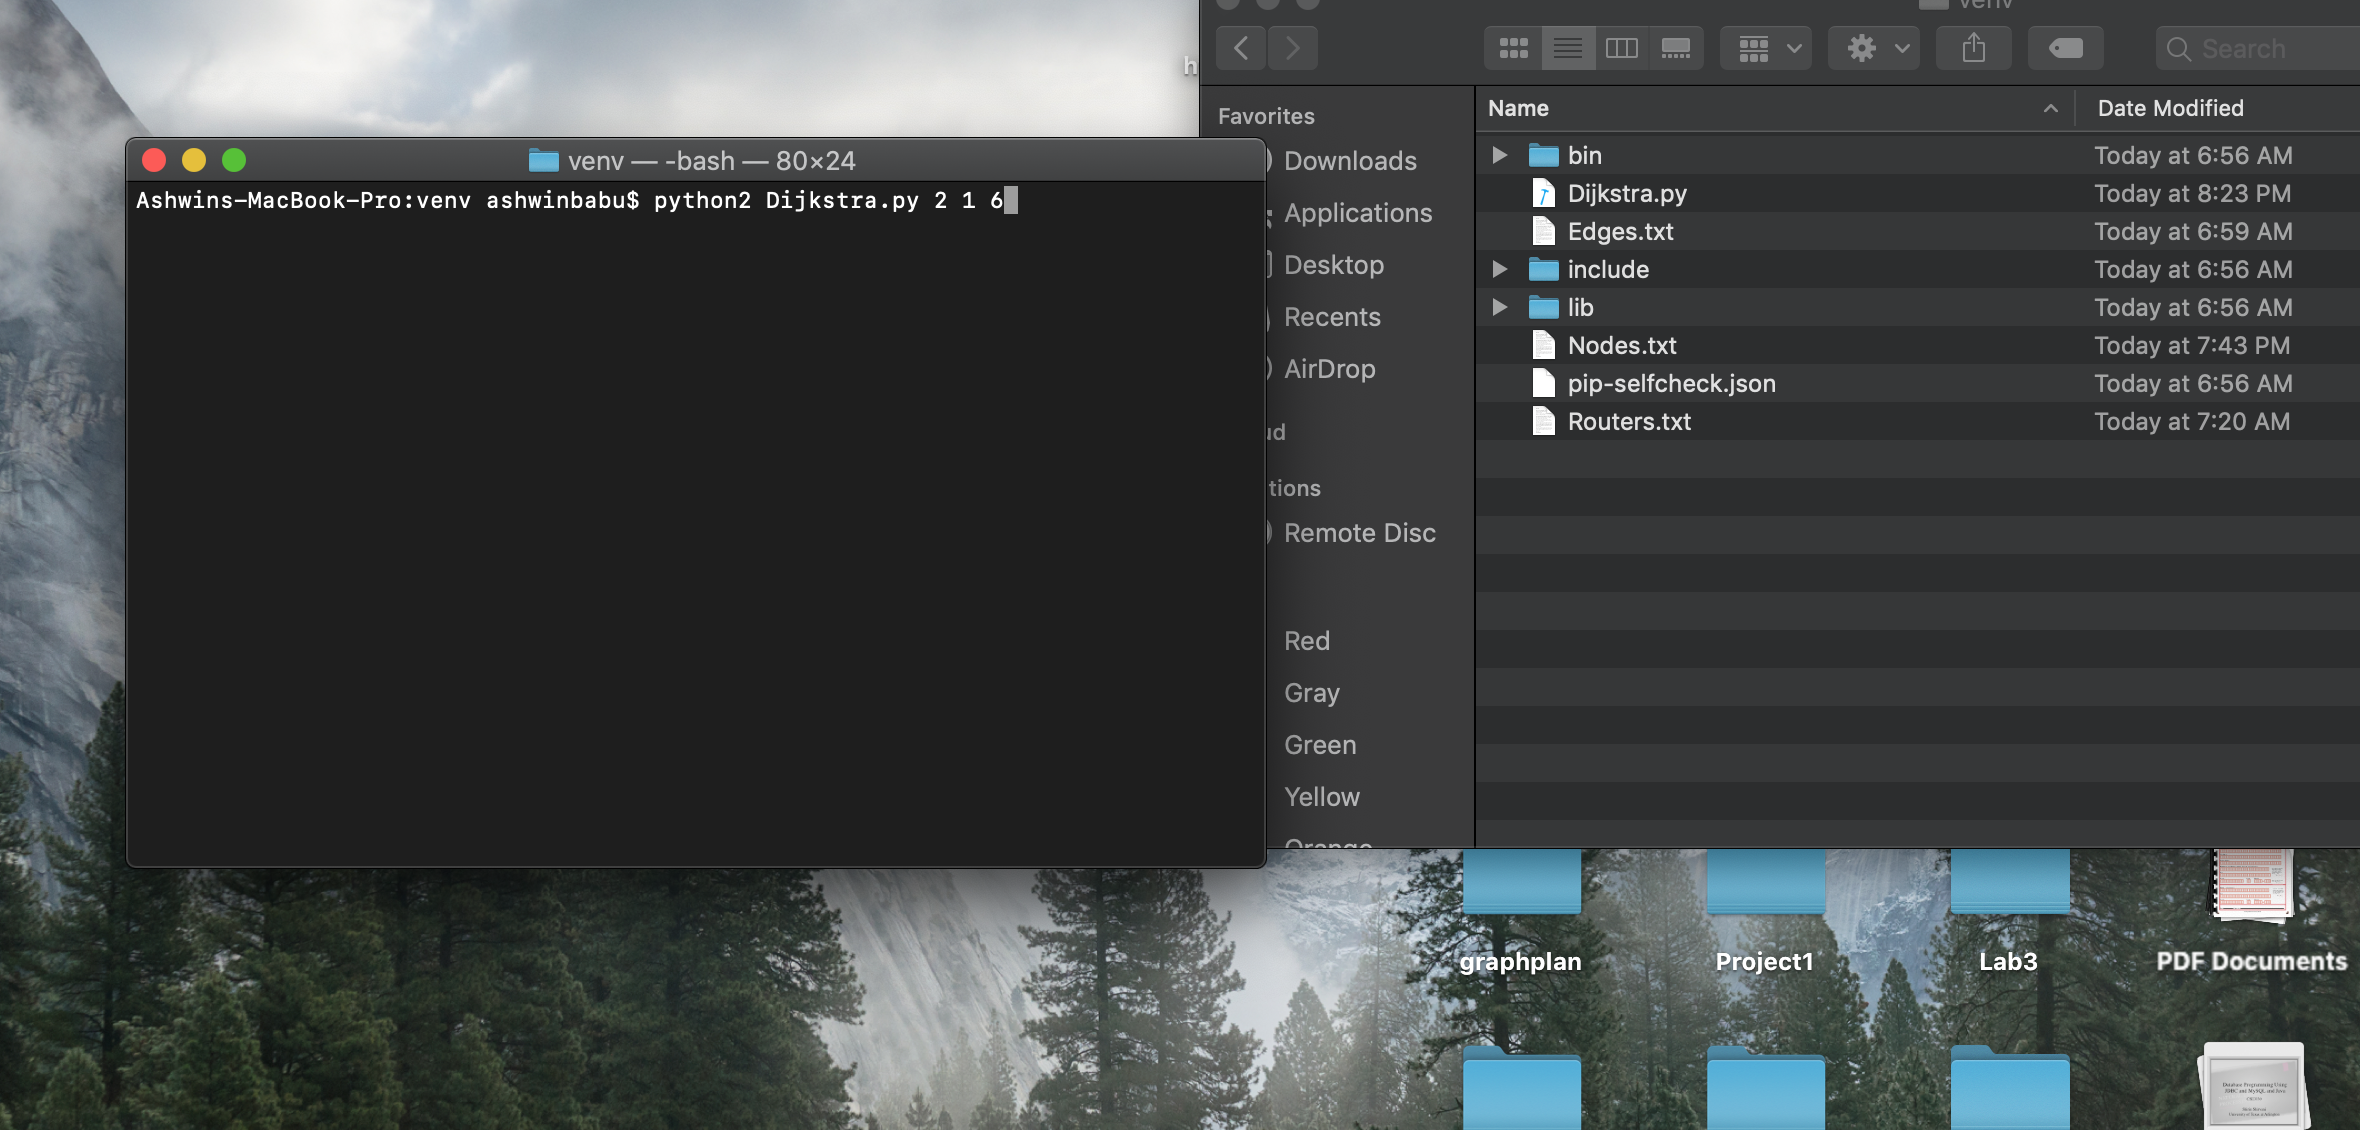 venv — -bash — 80×24
Ashwins-MacBook-Pro:venv ashwinbabu$ python2 Dijkstra.py 2 1 6
h
venv
Search
Favorites
Downloads
Applications
Desktop
Recents
AirDrop
ud
tions
Remote Disc
Red
Gray
Green
Yellow
Orange
Name
Date Modified
bin Today at 6:56 AM
Dijkstra.py Today at 8:23 PM
Edges.txt Today at 6:59 AM
include Today at 6:56 AM
lib Today at 6:56 AM
Nodes.txt Today at 7:43 PM
pip-selfcheck.json Today at 6:56 AM
Routers.txt Today at 7:20 AM
graphplan
Project1
Lab3
PDF Documents
Database Programming Using